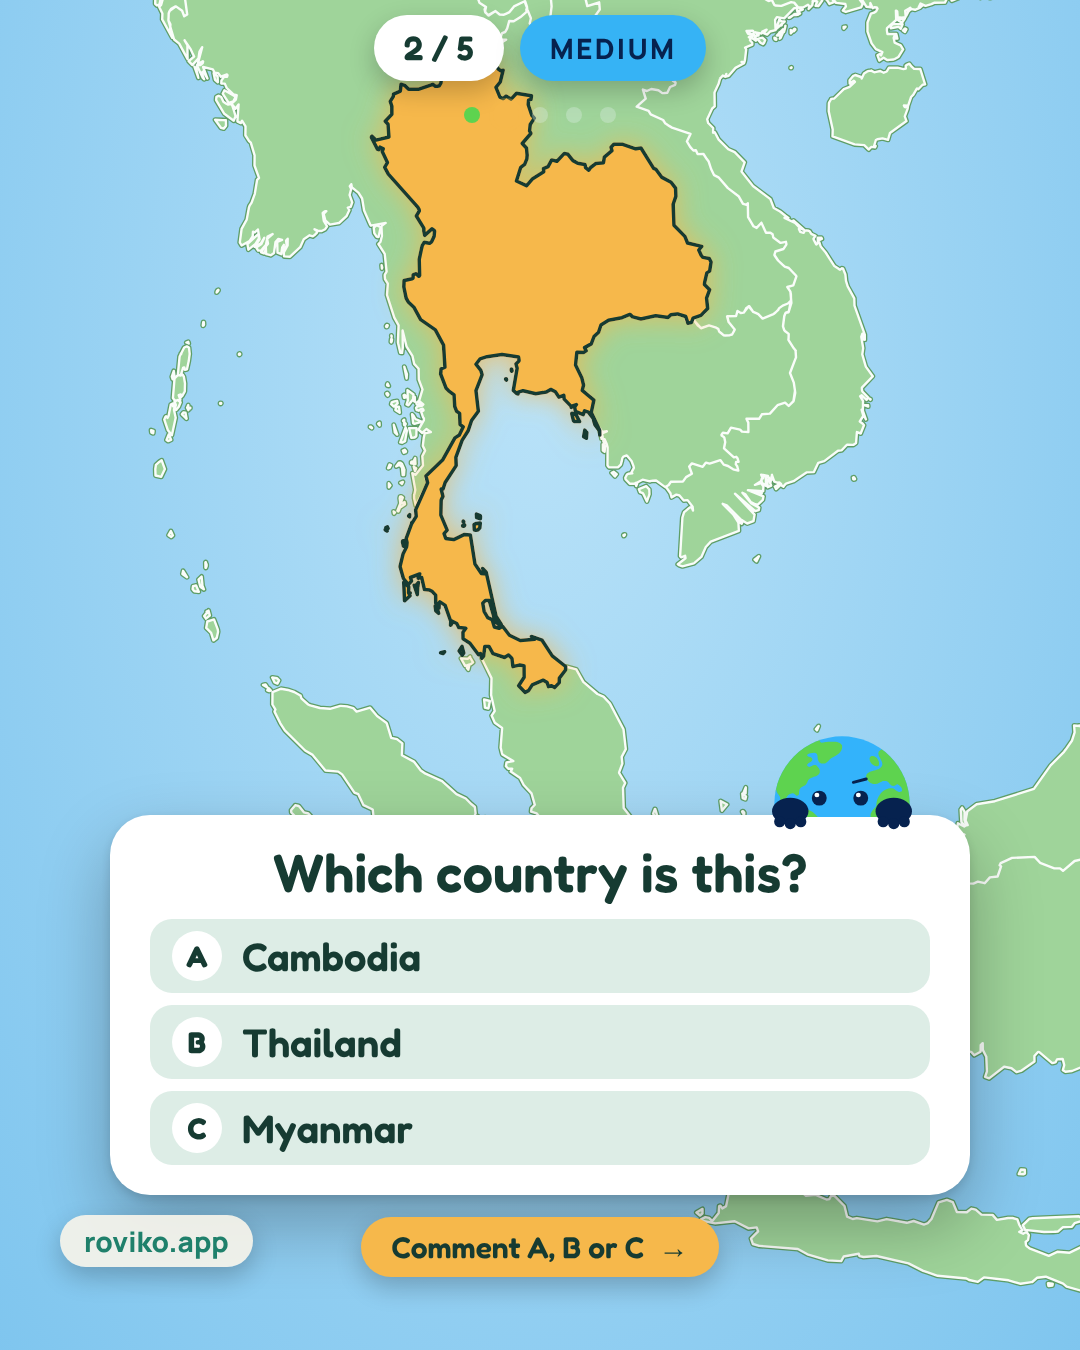 2 / 5
MEDIUM
Which country is this?
A Cambodia
B Thailand
C Myanmar
roviko.app
Comment A, B or C →